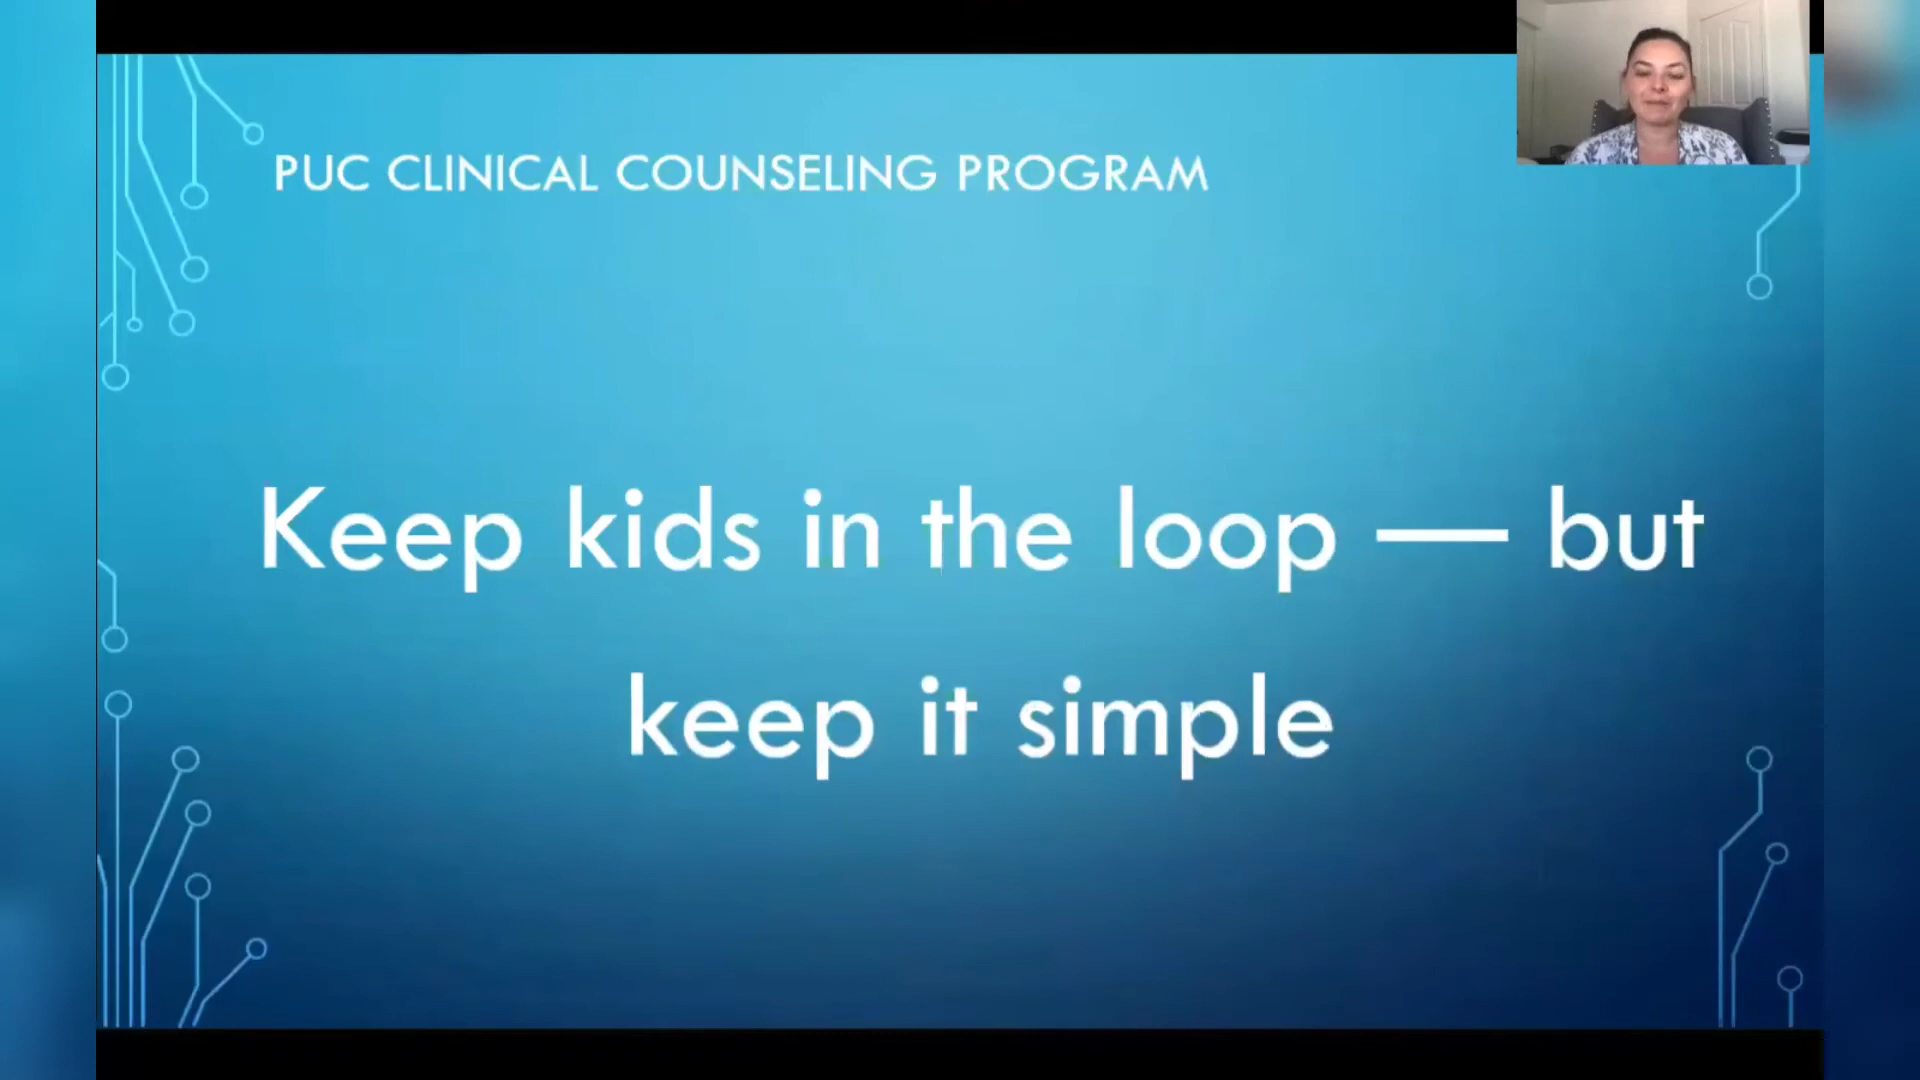 PUC CLINICAL COUNSELING PROGRAM
Keep kids in the loop — but
keep it simple